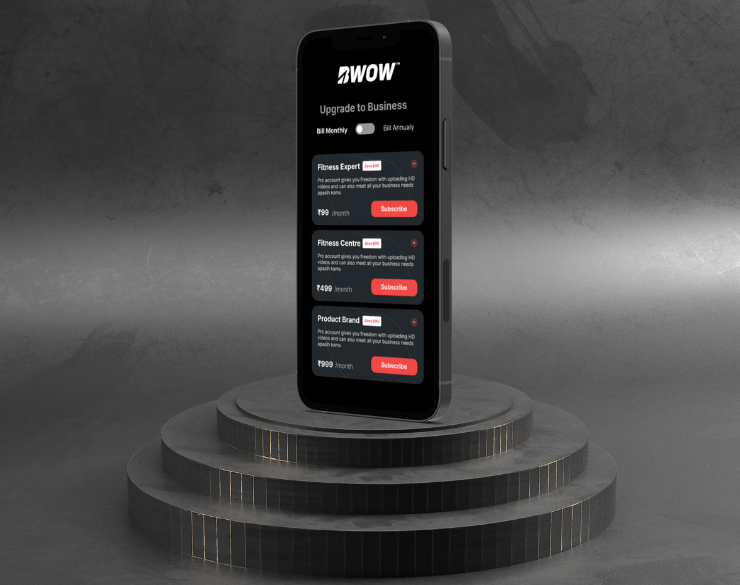 BWOW™
Upgrade to Business
Bill Monthly Bill Annualy
Fitness Expert
Pro account gives you freedom with uploading HD
videos and can also meet all your business needs
apasih kamu
₹99 /month Subscribe
Fitness Centre
Pro account gives you freedom with uploading HD
videos and can also meet all your business needs
apasih kamu
₹499 /month Subscribe
Product Brand
Pro account gives you freedom with uploading HD
videos and can also meet all your business needs
apasih kamu
₹999 /month Subscribe